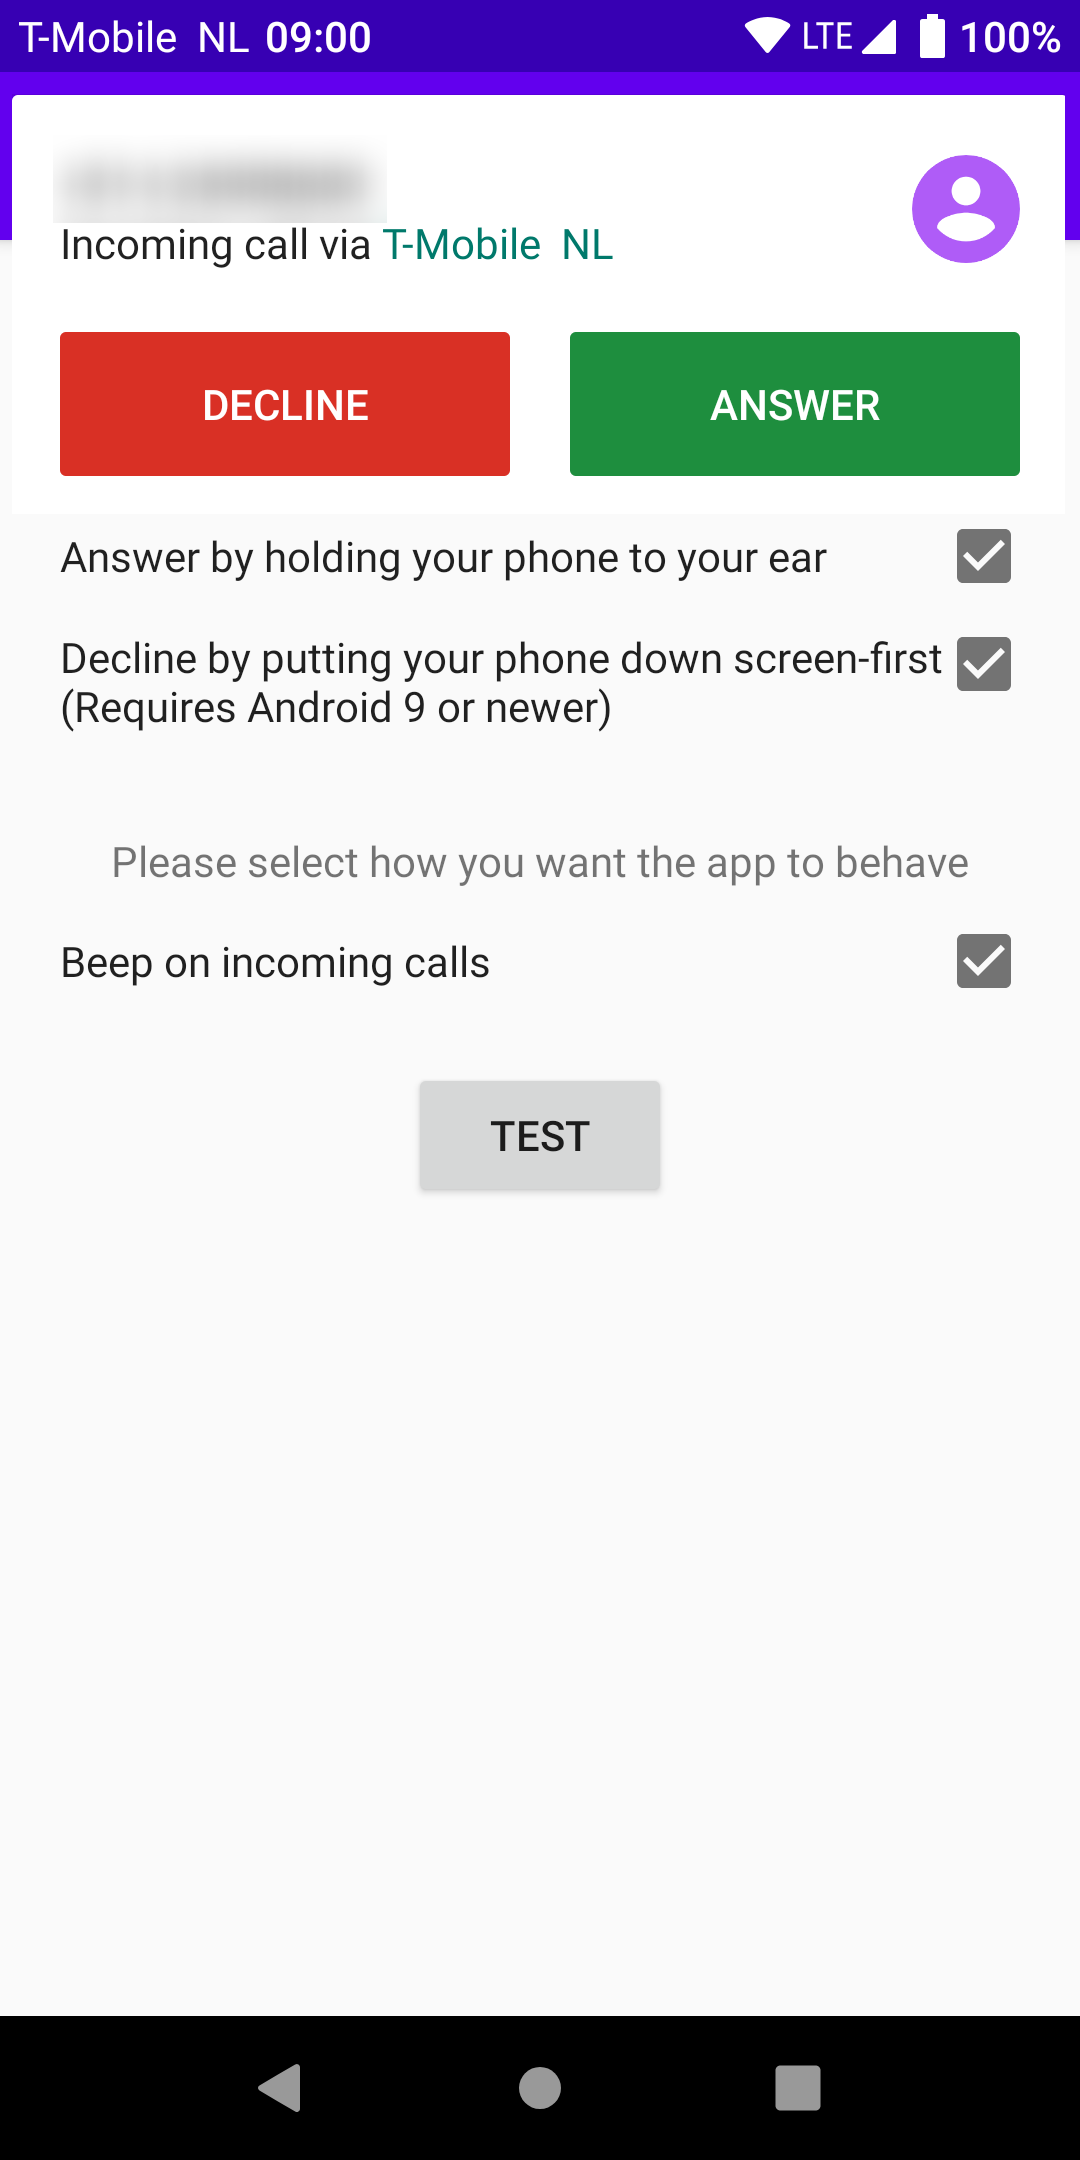 T-Mobile  NL 09:00 LTE 100%
Incoming call via T-Mobile  NL
DECLINE ANSWER
Answer by holding your phone to your ear
Decline by putting your phone down screen-first
(Requires Android 9 or newer)
Please select how you want the app to behave
Beep on incoming calls
TEST